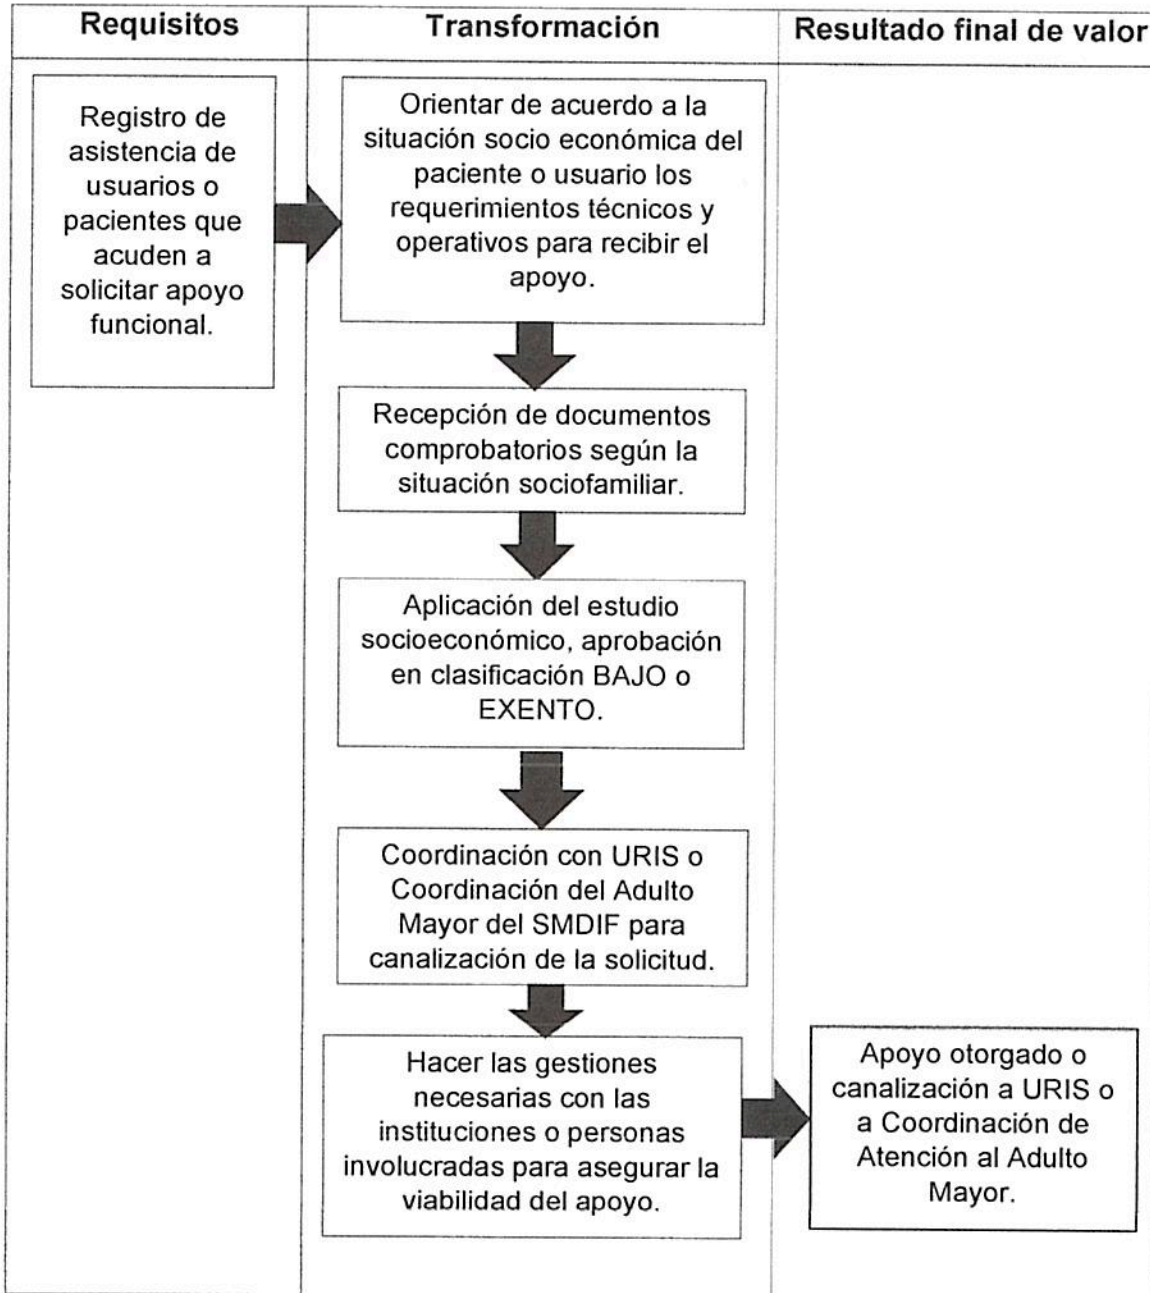 Requisitos
Transformación
Resultado final de valor
Registro de
asistencia de
usuarios o
pacientes que
acuden a
solicitar apoyo
funcional.
Orientar de acuerdo a la
situación socio económica del
paciente o usuario los
requerimientos técnicos y
operativos para recibir el
apoyo.
Recepción de documentos
comprobatorios según la
situación sociofamiliar.
Aplicación del estudio
socioeconómico, aprobación
en clasificación BAJO o
EXENTO.
Coordinación con URIS o
Coordinación del Adulto
Mayor del SMDIF para
canalización de la solicitud.
Hacer las gestiones
necesarias con las
instituciones o personas
involucradas para asegurar la
viabilidad del apoyo.
Apoyo otorgado o
canalización a URIS o
a Coordinación de
Atención al Adulto
Mayor.